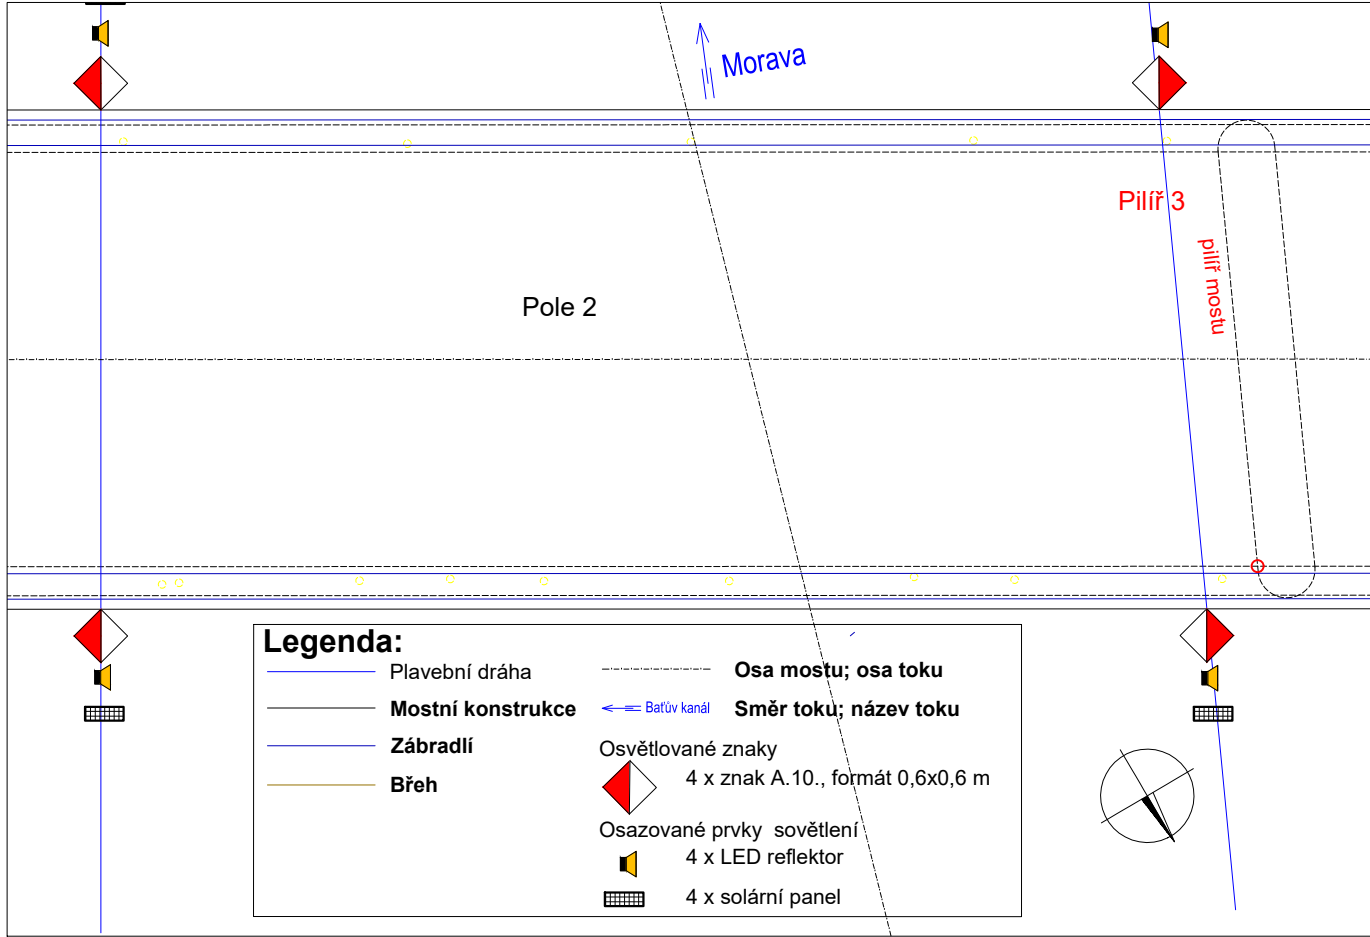 Morava
Pilíř 3
pilíř mostu
Pole 2
Legenda:
Plavební dráha
Osa mostu; osa toku
Mostní konstrukce
Baťův kanál
Směr toku; název toku
Zábradlí
Osvětlované znaky
Břeh
4 x znak A.10., formát 0,6x0,6 m
Osazované prvky sovětlení
4 x LED reflektor
4 x solární panel